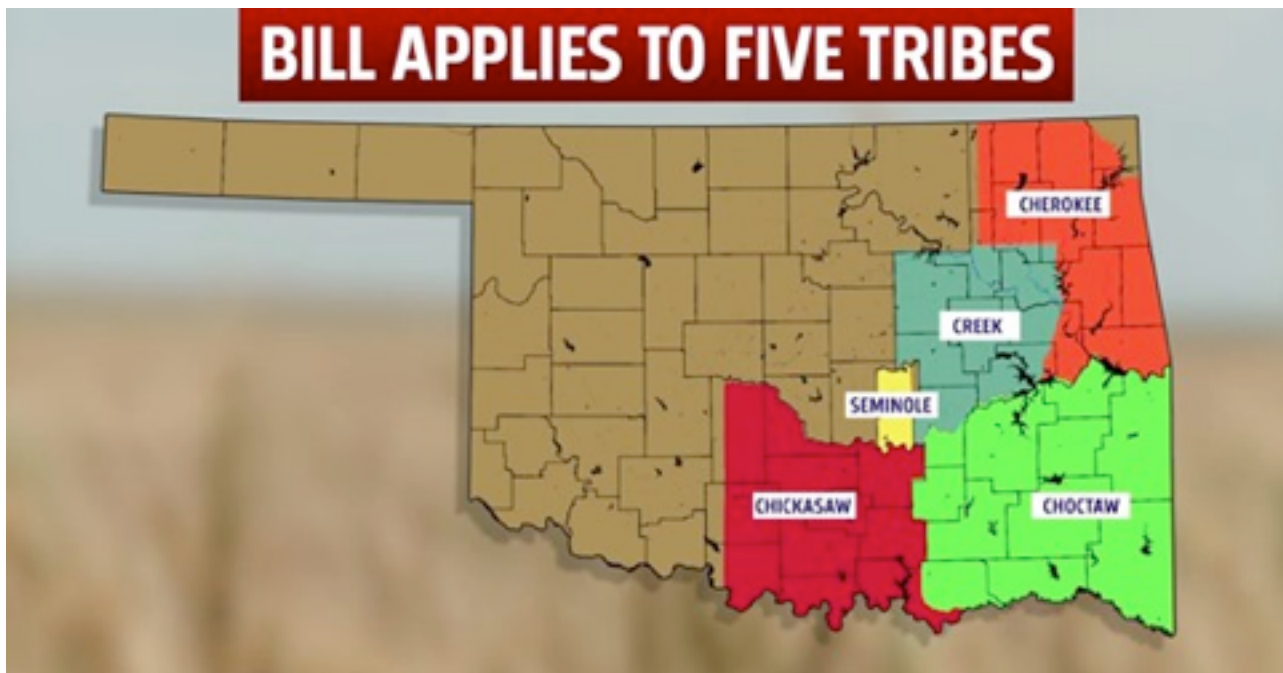 BILL APPLIES TO FIVE TRIBES
CHEROKEE
CREEK
SEMINOLE
CHICKASAW
CHOCTAW